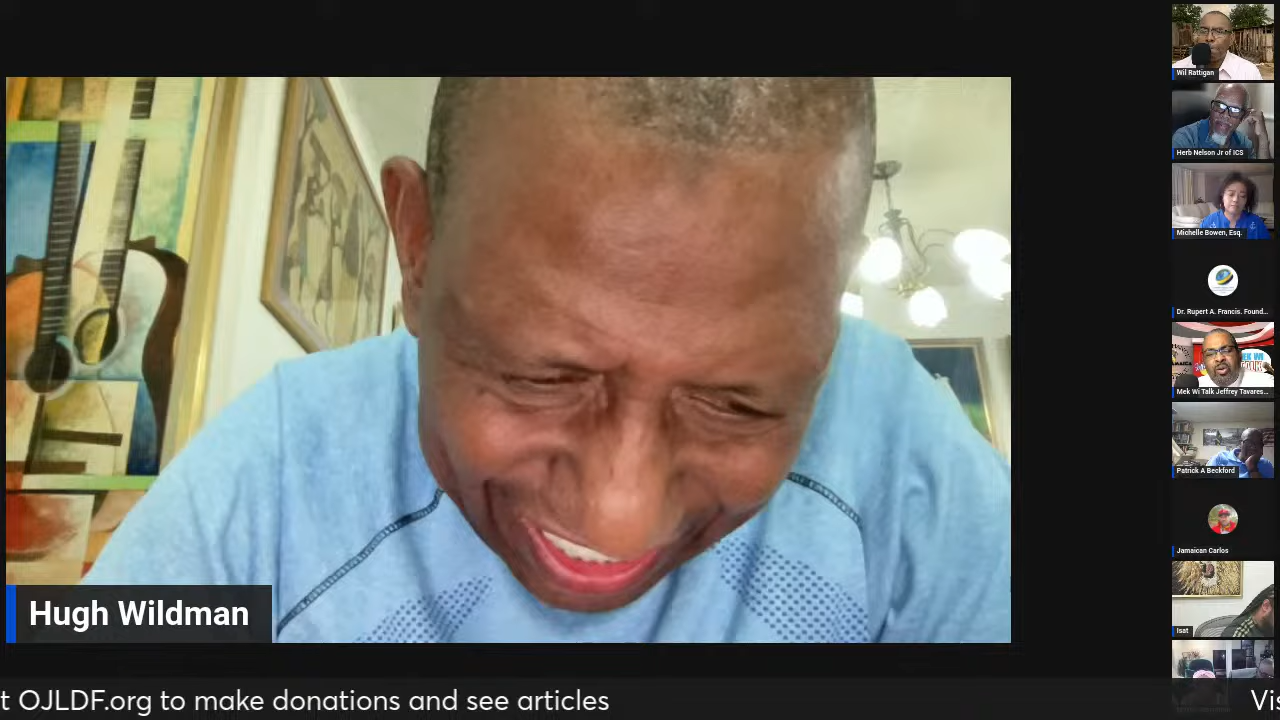 Wil Rattigan
Herb Nelson Jr of ICS
Michelle Bowen, Esq.
Dr. Rupert A. Francis. Found...
Mek Wi Talk Jeffrey Tavares...
Patrick A Beckford
Jamaican Carlos
Isat
Hugh Wildman
t OJLDF.org to make donations and see articles
Vis